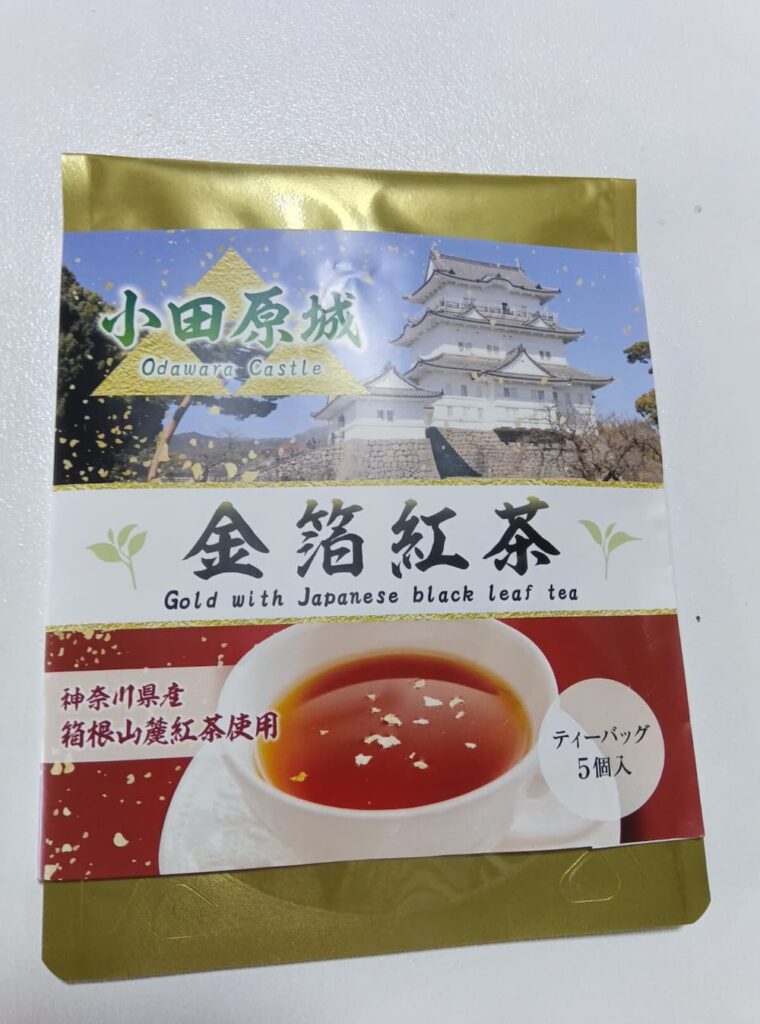 小田原城
Odawara Castle
金箔紅茶
Gold with Japanese black leaf tea
神奈川県産
箱根山麓紅茶使用
ティーバッグ
5個入